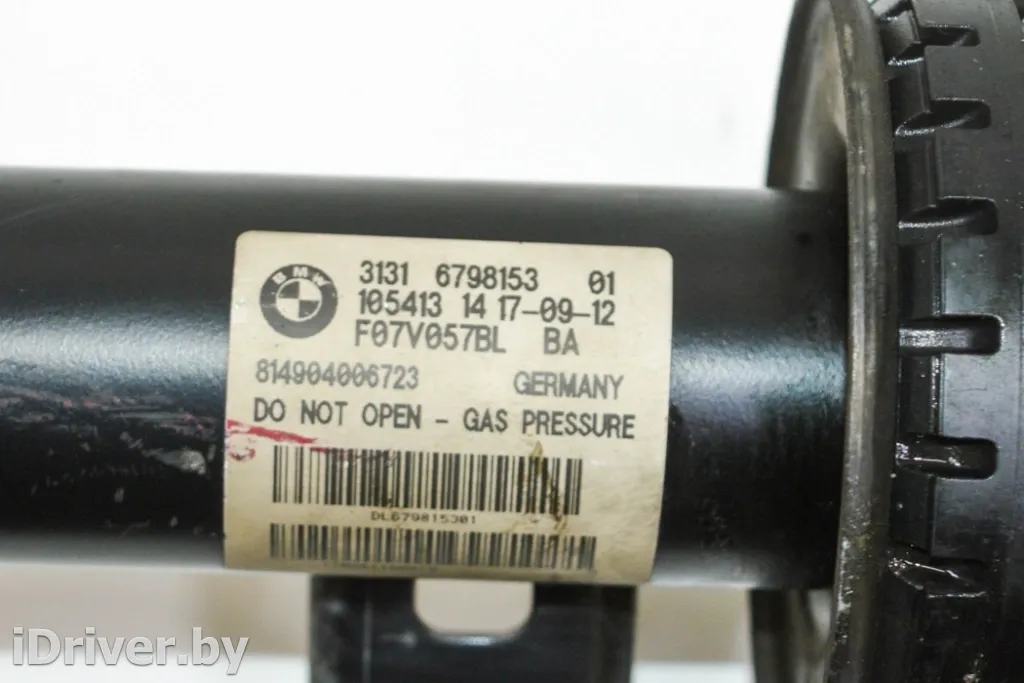 BMW
3131 6798153 01
105413 14 17-09-12
F07V057BL BA
814904006723 GERMANY
DO NOT OPEN - GAS PRESSURE
DL679815301
iDriver.by